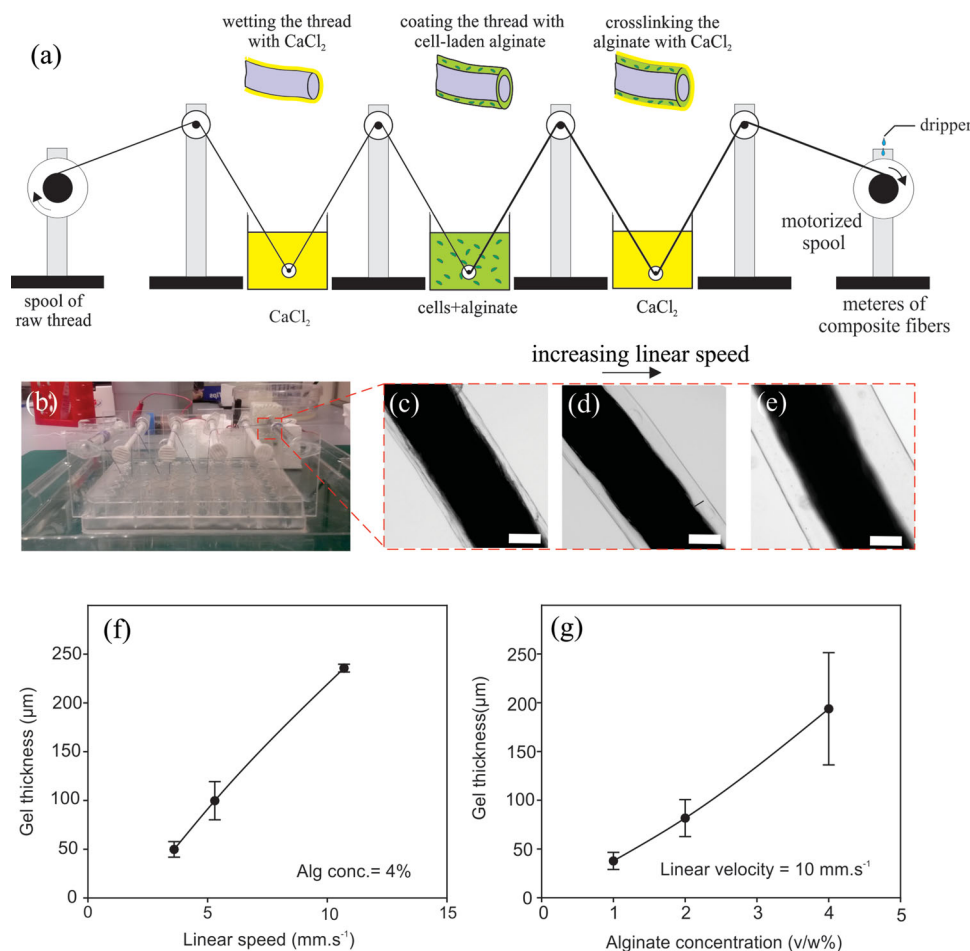 wetting the thread
with CaCl₂
coating the thread with
cell-laden alginate
crosslinking the
alginate with CaCl₂
(a)
dripper
motorized
spool
spool of
raw thread
CaCl₂
cells+alginate
CaCl₂
meteres of
composite fibers
increasing linear speed
(b)
(c)
(d)
(e)
(f)
250
200
150
100
50
0
Gel thickness (μm)
Alg conc.= 4%
0
5
10
15
Linear speed (mm.s⁻¹)
(g)
250
200
150
100
50
0
Gel thickness(μm)
Linear velocity = 10 mm.s⁻¹
0
1
2
3
4
5
Alginate concentration (v/w%)